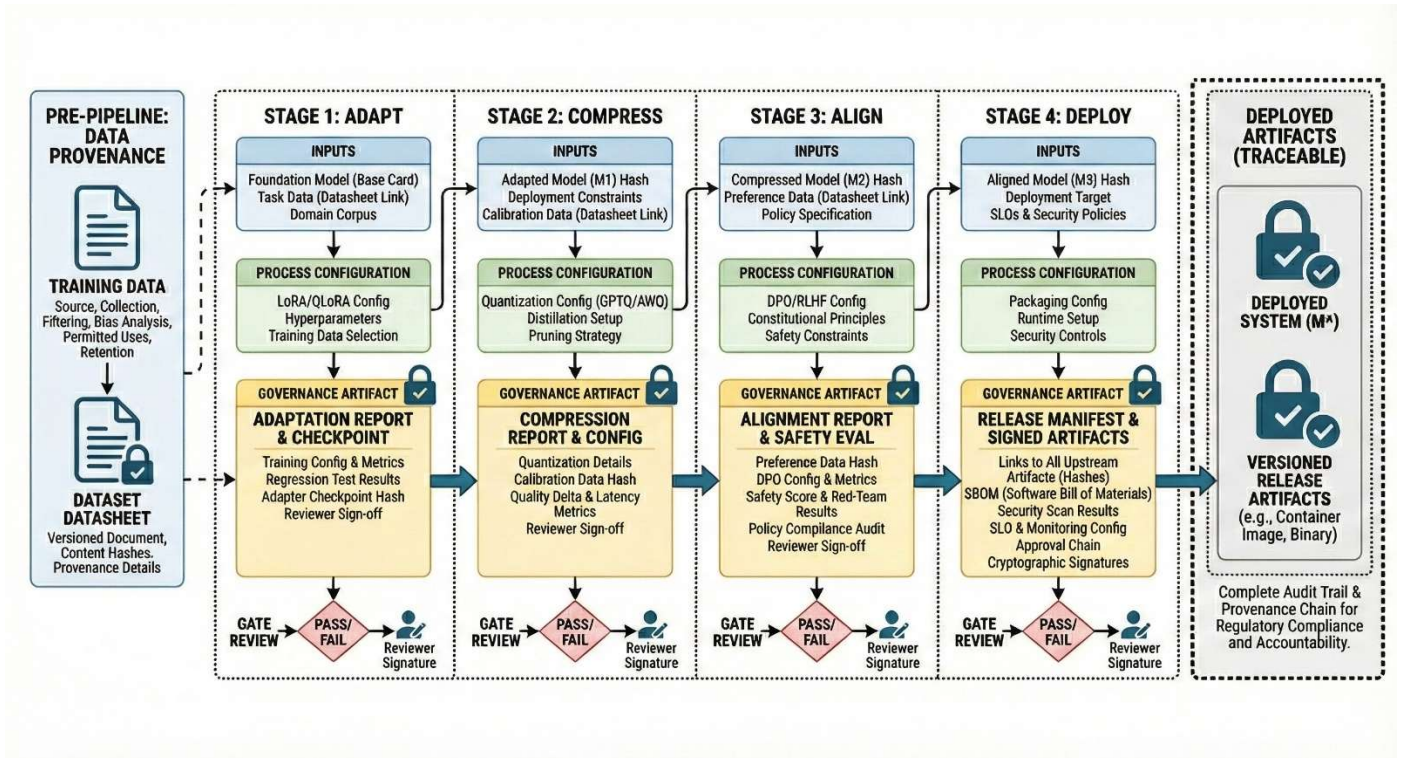 PRE-PIPELINE:
DATA
PROVENANCE
TRAINING DATA
Source, Collection,
Fiftering, Bias Analysis,
Permitted Uses,
Retention
DATASET
DATASHEET
Versioned Document,
Content Hashes.
Provenance Details
STAGE 1: ADAPT
INPUTS
Foundation Model (Base Card)
Task Data (Datasheet Link)
Domain Corpus
PROCESS CONFIGURATION
LoRA/QLoRA Config
Hyperparameters
Training Data Selection
GOVERNANCE ARTIFACT
ADAPTATION REPORT
& CHECKPOINT
Training Config & Metrics
Regression Test Results
Adapter Checkpoint Hash
Reviewer Sign-off
GATE
REVIEW
PASS/
FAIL
Reviewer
Signature
STAGE 2: COMPRESS
INPUTS
Adapted Model (M1) Hash
Deployment Constraints
Calibration Data (Datasheet Link)
PROCESS CONFIGURATION
Quantization Config (GPTQ/AWQ)
Distillation Setup
Pruning Strategy
GOVERNANCE ARTIFACT
COMPRESSION
REPORT & CONFIG
Quantization Details
Calibration Data Hash
Quality Delta & Latency
Metrics
Reviewer Sign-off
GATE
REVIEW
PASS/
FAIL
Reviewer
Signature
STAGE 3: ALIGN
INPUTS
Compressed Model (M2) Hash
Preference Data (Datasheet Link)
Policy Specification
PROCESS CONFIGURATION
DPO/RLHF Config
Constitutional Principles
Safety Constraints
GOVERNANCE ARTIFACT
ALIGNMENT REPORT
& SAFETY EVAL
Preference Data Hash
DPO Config & Metrics
Safety Score & Red-Team
Results
Policy Compilance Audit
Reviewer Sign-off
GATE
REVIEW
PASS/
FAIL
Reviewer
Signature
STAGE 4: DEPLOY
INPUTS
Aligned Model (M3) Hash
Deployment Target
SLOs & Security Policies
PROCESS CONFIGURATION
Packaging Config
Runtime Setup
Security Controls
GOVERNANCE ARTIFACT
RELEASE MANIFEST &
SIGNED ARTIFACTS
Links to All Upstream
Artifacte (Hashes)
SBOM (Software Bill of Materials)
Security Scan Results
SLO & Monitoring Config
Approval Chain
Cryptographic Signatures
GATE
REVIEW
PASS/
FAIL
Reviewer
Signature
DEPLOYED
ARTIFACTS
(TRACEABLE)
DEPLOYED
SYSTEM (M*)
VERSIONED
RELEASE
ARTIFACTS
(e.g., Container
Image, Binary)
Complete Audit Trail &
Provenance Chain for
Regulatory Compliance
and Accountability.